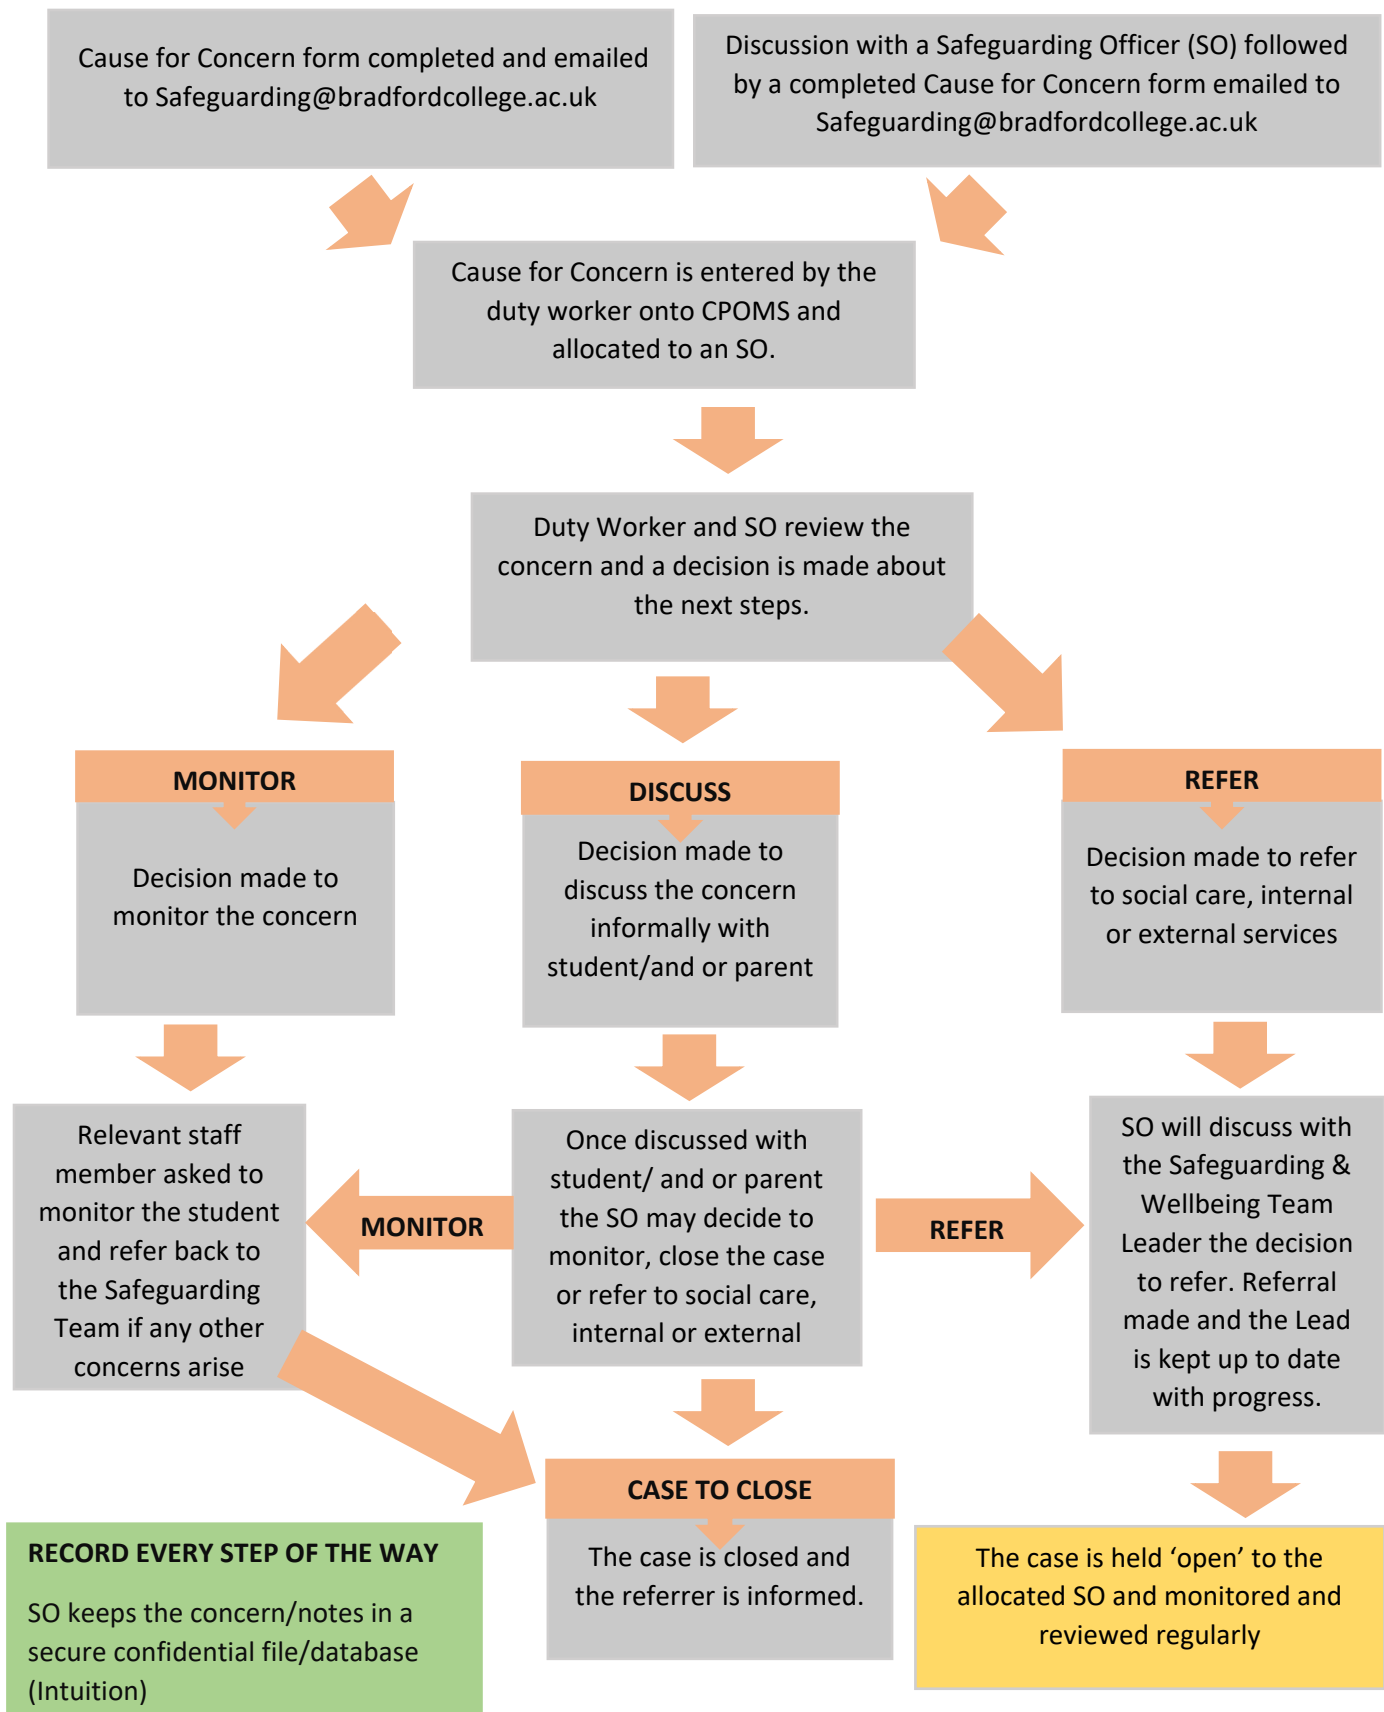 Cause for Concern form completed and emailed
to Safeguarding@bradfordcollege.ac.uk
Discussion with a Safeguarding Officer (SO) followed
by a completed Cause for Concern form emailed to
Safeguarding@bradfordcollege.ac.uk
Cause for Concern is entered by the
duty worker onto CPOMS and
allocated to an SO.
Duty Worker and SO review the
concern and a decision is made about
the next steps.
MONITOR
Decision made to
monitor the concern
DISCUSS
Decision made to
discuss the concern
informally with
student/and or parent
REFER
Decision made to refer
to social care, internal
or external services
Relevant staff
member asked to
monitor the student
and refer back to
the Safeguarding
Team if any other
concerns arise
MONITOR
Once discussed with
student/ and or parent
the SO may decide to
monitor, close the case
or refer to social care,
internal or external
REFER
SO will discuss with
the Safeguarding &
Wellbeing Team
Leader the decision
to refer. Referral
made and the Lead
is kept up to date
with progress.
CASE TO CLOSE
The case is closed and
the referrer is informed.
RECORD EVERY STEP OF THE WAY
SO keeps the concern/notes in a
secure confidential file/database
(Intuition)
The case is held ‘open’ to the
allocated SO and monitored and
reviewed regularly